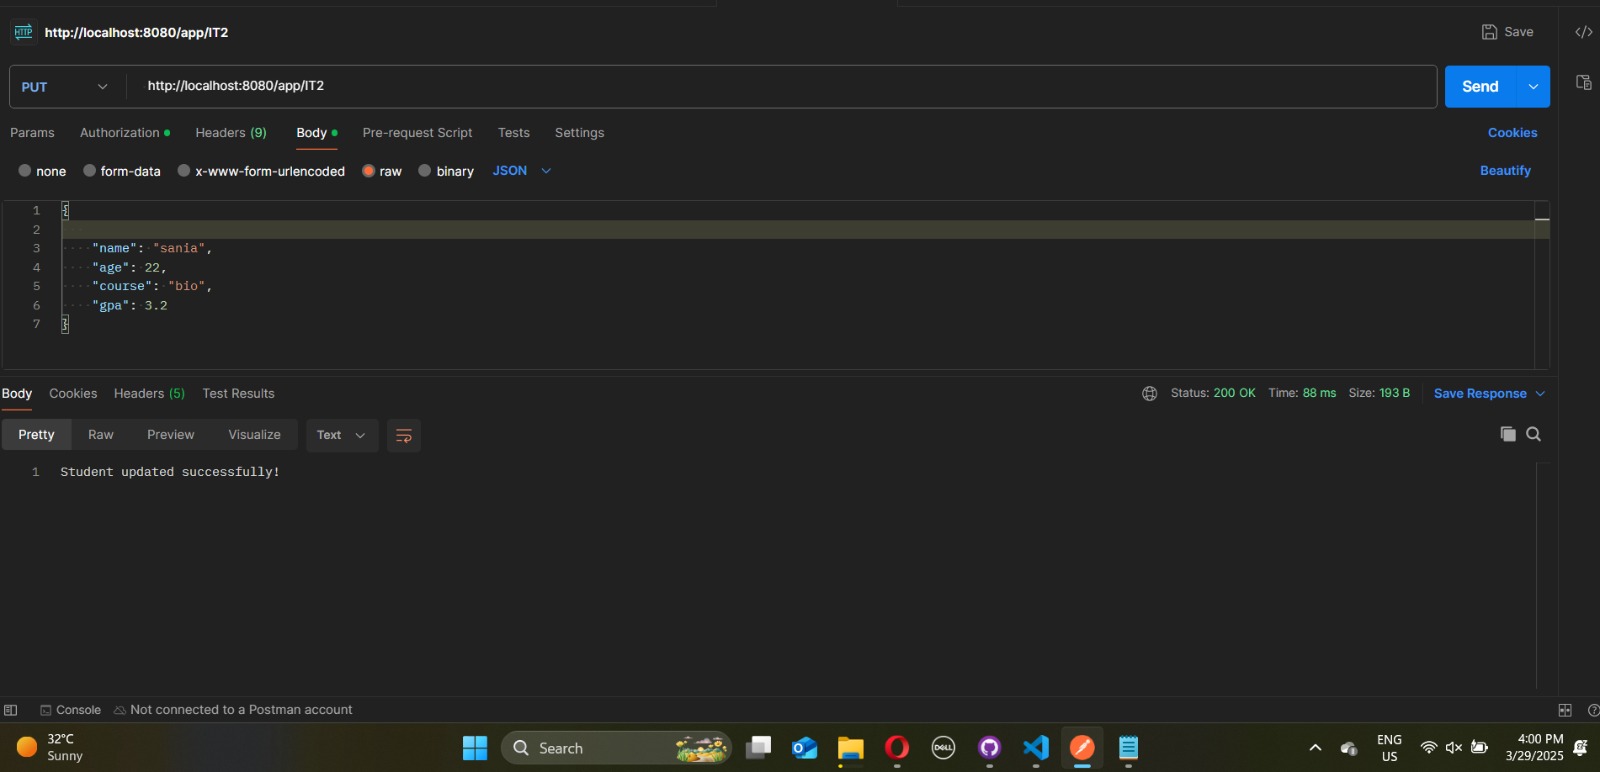 HTTP http://localhost:8080/app/IT2 Save
PUT http://localhost:8080/app/IT2 Send
Params Authorization Headers (9) Body Pre-request Script Tests Settings Cookies
none form-data x-www-form-urlencoded raw binary JSON Beautify
1 {
2
3 "name": "sania",
4 "age": 22,
5 "course": "bio",
6 "gpa": 3.2
7 }
Body Cookies Headers (5) Test Results Status: 200 OK Time: 88 ms Size: 193 B Save Response
Pretty Raw Preview Visualize Text
1 Student updated successfully!
Console Not connected to a Postman account
32°C
Sunny
Search
DELL
ENG
US
4:00 PM
3/29/2025